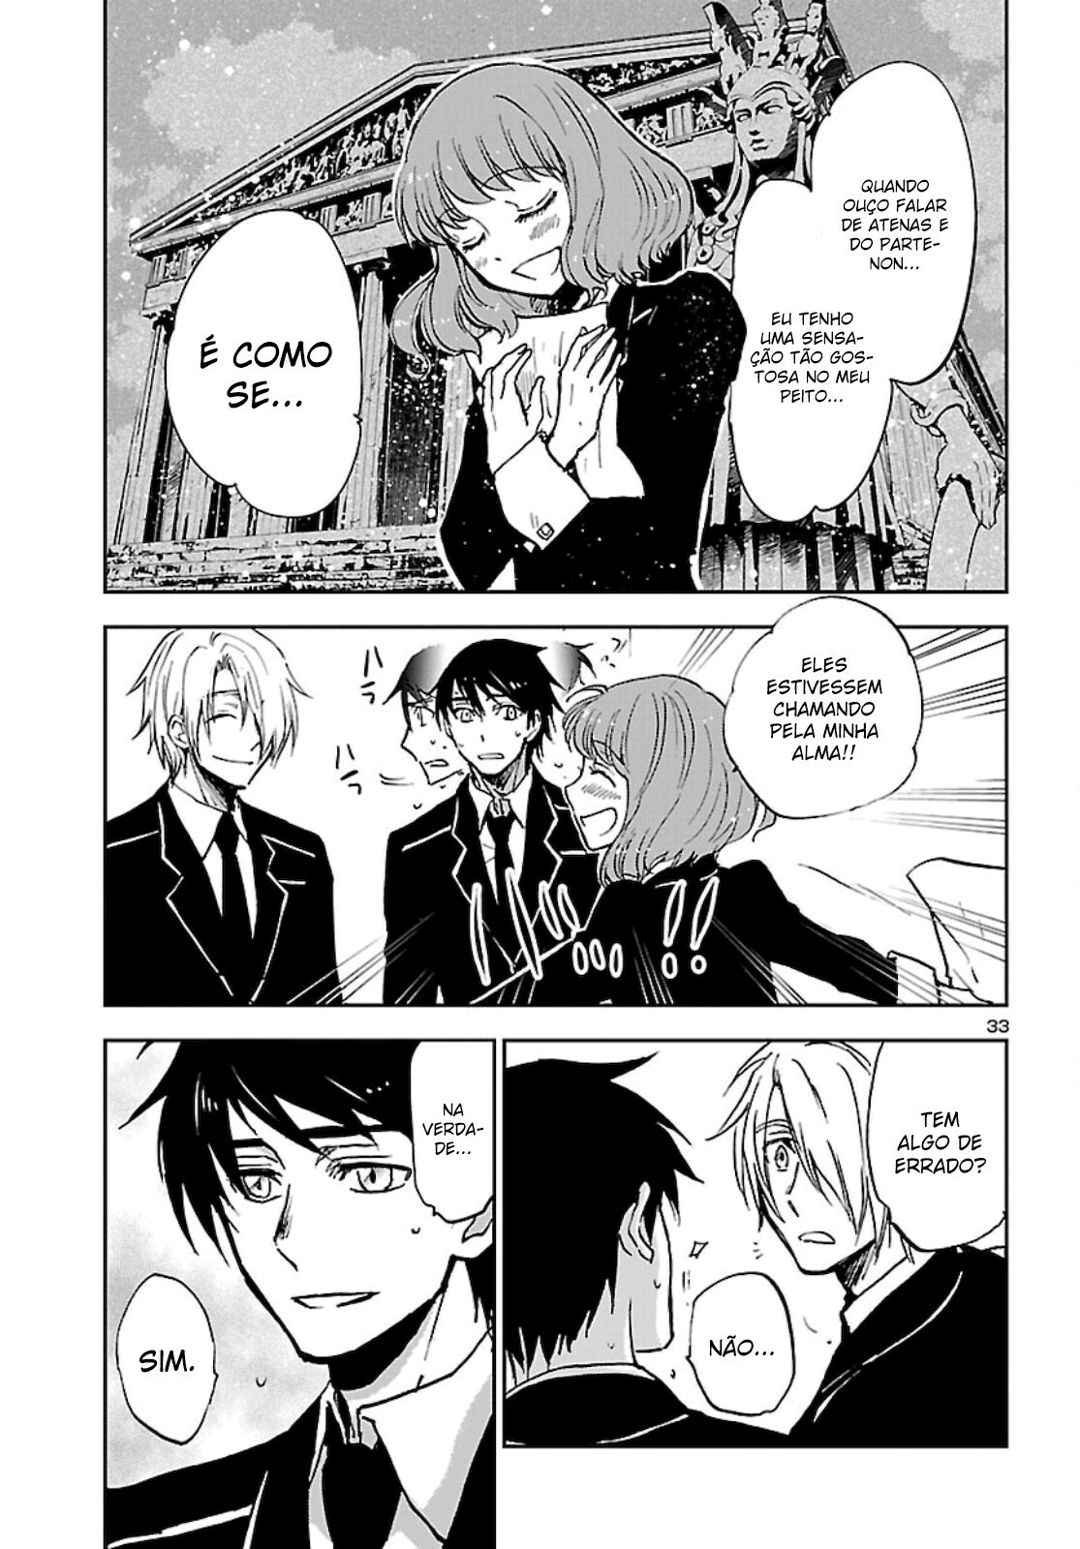 QUANDO
OUÇO FALAR
DE ATENAS E
DO PARTE-
NON...
EU TENHO
UMA SENSA-
ÇÃO TÃO GOS-
TOSA NO MEU
PEITO...
É COMO
SE...
ELES
ESTIVESSEM
CHAMANDO
PELA MINHA
ALMA!!
33
TEM
ALGO DE
ERRADO?
NÃO...
NA
VERDA-
DE...
SIM.